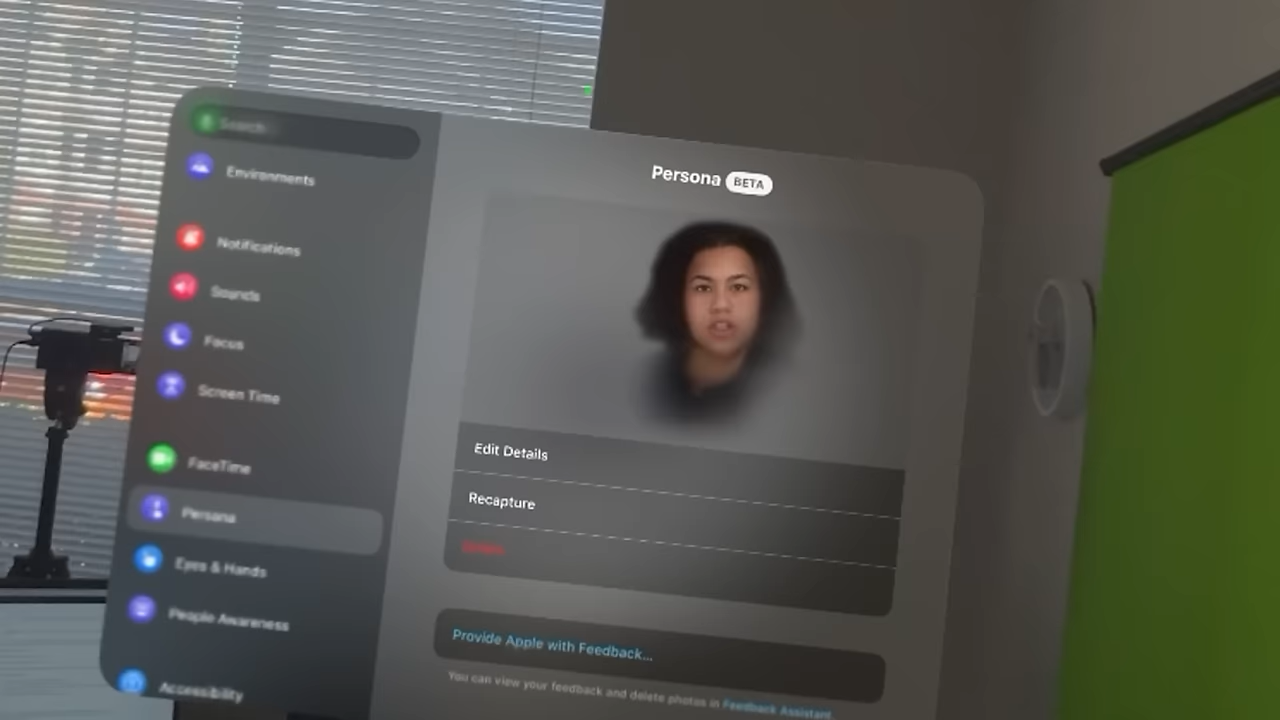 Search
Environments
Notifications
Sounds
Focus
Screen Time
FaceTime
Persona
Eyes & Hands
People Awareness
Accessibility
Persona BETA
Edit Details
Recapture
Provide Apple with Feedback...
You can view your feedback and delete photos in Feedback Assistant.